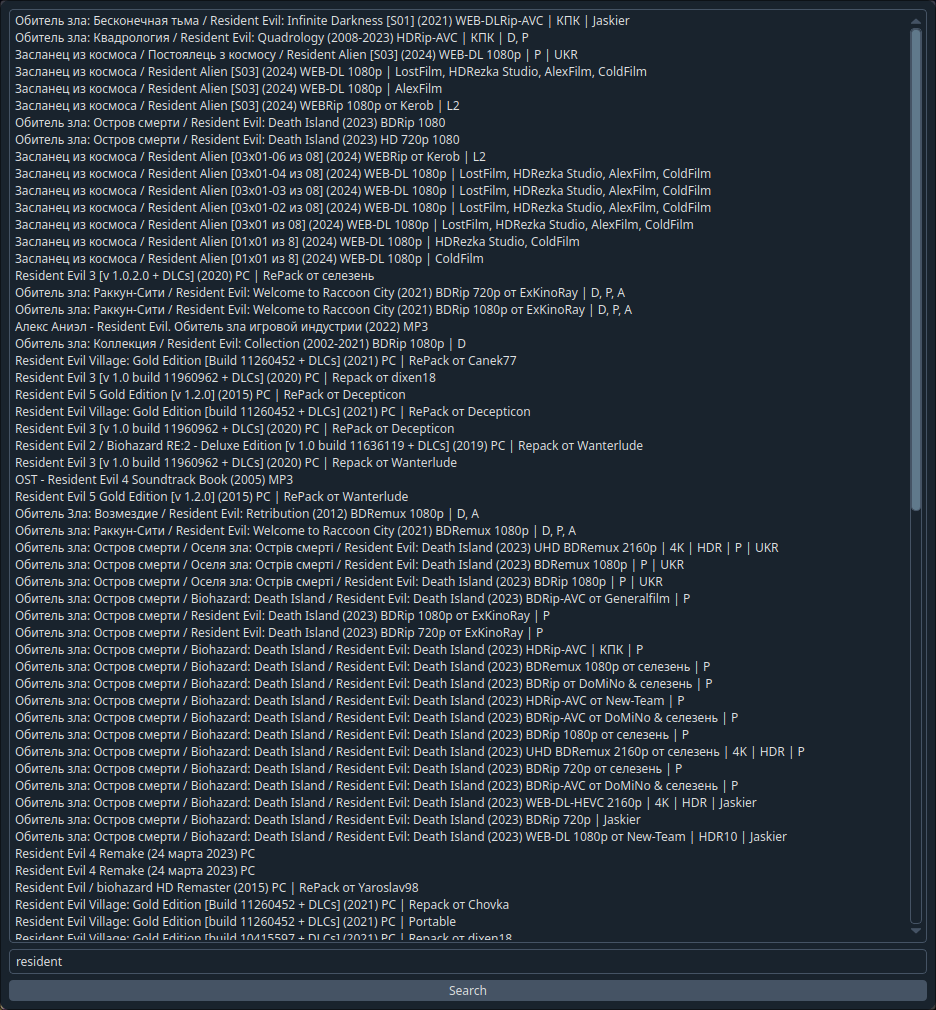 Обитель зла: Бесконечная тьма / Resident Evil: Infinite Darkness [S01] (2021) WEB-DLRip-AVC | КПК | Jaskier
Обитель зла: Квадрология / Resident Evil: Quadrology (2008-2023) HDRip-AVC | КПК | D, P
Засланец из космоса / Постоялець з космосу / Resident Alien [S03] (2024) WEB-DL 1080p | P | UKR
Засланец из космоса / Resident Alien [S03] (2024) WEB-DL 1080p | LostFilm, HDRezka Studio, AlexFilm, ColdFilm
Засланец из космоса / Resident Alien [S03] (2024) WEB-DL 1080p | AlexFilm
Засланец из космоса / Resident Alien [S03] (2024) WEBRip 1080p от Kerob | L2
Обитель зла: Остров смерти / Resident Evil: Death Island (2023) BDRip 1080
Обитель зла: Остров смерти / Resident Evil: Death Island (2023) HD 720p 1080
Засланец из космоса / Resident Alien [03x01-06 из 08] (2024) WEBRip от Kerob | L2
Засланец из космоса / Resident Alien [03x01-04 из 08] (2024) WEB-DL 1080p | LostFilm, HDRezka Studio, AlexFilm, ColdFilm
Засланец из космоса / Resident Alien [03x01-03 из 08] (2024) WEB-DL 1080p | LostFilm, HDRezka Studio, AlexFilm, ColdFilm
Засланец из космоса / Resident Alien [03x01-02 из 08] (2024) WEB-DL 1080p | LostFilm, HDRezka Studio, AlexFilm, ColdFilm
Засланец из космоса / Resident Alien [03x01 из 08] (2024) WEB-DL 1080p | LostFilm, HDRezka Studio, AlexFilm, ColdFilm
Засланец из космоса / Resident Alien [01x01 из 8] (2024) WEB-DL 1080p | HDRezka Studio, ColdFilm
Засланец из космоса / Resident Alien [01x01 из 8] (2024) WEB-DL 1080p | ColdFilm
Resident Evil 3 [v 1.0.2.0 + DLCs] (2020) PC | RePack от селезень
Обитель зла: Раккун-Сити / Resident Evil: Welcome to Raccoon City (2021) BDRip 720p от ExKinoRay | D, P, A
Обитель зла: Раккун-Сити / Resident Evil: Welcome to Raccoon City (2021) BDRip 1080p от ExKinoRay | D, P, A
Алекс Аниэл - Resident Evil. Обитель зла игровой индустрии (2022) MP3
Обитель зла: Коллекция / Resident Evil: Collection (2002-2021) BDRip 1080p | D
Resident Evil Village: Gold Edition [Build 11260452 + DLCs] (2021) PC | RePack от Canek77
Resident Evil 3 [v 1.0 build 11960962 + DLCs] (2020) PC | Repack от dixen18
Resident Evil 5 Gold Edition [v 1.2.0] (2015) PC | RePack от Decepticon
Resident Evil Village: Gold Edition [build 11260452 + DLCs] (2021) PC | RePack от Decepticon
Resident Evil 3 [v 1.0 build 11960962 + DLCs] (2020) PC | RePack от Decepticon
Resident Evil 2 / Biohazard RE:2 - Deluxe Edition [v 1.0 build 11636119 + DLCs] (2019) PC | Repack от Wanterlude
Resident Evil 3 [v 1.0 build 11960962 + DLCs] (2020) PC | Repack от Wanterlude
OST - Resident Evil 4 Soundtrack Book (2005) MP3
Resident Evil 5 Gold Edition [v 1.2.0] (2015) PC | RePack от Wanterlude
Обитель Зла: Возмездие / Resident Evil: Retribution (2012) BDRemux 1080p | D, A
Обитель зла: Раккун-Сити / Resident Evil: Welcome to Raccoon City (2021) BDRemux 1080p | D, P, A
Обитель зла: Остров смерти / Оселя зла: Острів смерті / Resident Evil: Death Island (2023) UHD BDRemux 2160p | 4K | HDR | P | UKR
Обитель зла: Остров смерти / Оселя зла: Острів смерті / Resident Evil: Death Island (2023) BDRemux 1080p | P | UKR
Обитель зла: Остров смерти / Оселя зла: Острів смерті / Resident Evil: Death Island (2023) BDRip 1080p | P | UKR
Обитель зла: Остров смерти / Biohazard: Death Island / Resident Evil: Death Island (2023) BDRip-AVC от Generalfilm | P
Обитель зла: Остров смерти / Resident Evil: Death Island (2023) BDRip 1080p от ExKinoRay | P
Обитель зла: Остров смерти / Resident Evil: Death Island (2023) BDRip 720p от ExKinoRay | P
Обитель зла: Остров смерти / Biohazard: Death Island / Resident Evil: Death Island (2023) HDRip-AVC | КПК | P
Обитель зла: Остров смерти / Biohazard: Death Island / Resident Evil: Death Island (2023) BDRemux 1080p от селезень | P
Обитель зла: Остров смерти / Biohazard: Death Island / Resident Evil: Death Island (2023) BDRip от DoMiNo & селезень | P
Обитель зла: Остров смерти / Biohazard: Death Island / Resident Evil: Death Island (2023) HDRip-AVC от New-Team | P
Обитель зла: Остров смерти / Biohazard: Death Island / Resident Evil: Death Island (2023) BDRip-AVC от DoMiNo & селезень | P
Обитель зла: Остров смерти / Biohazard: Death Island / Resident Evil: Death Island (2023) BDRip 1080p от селезень | P
Обитель зла: Остров смерти / Biohazard: Death Island / Resident Evil: Death Island (2023) UHD BDRemux 2160p от селезень | 4K | HDR | P
Обитель зла: Остров смерти / Biohazard: Death Island / Resident Evil: Death Island (2023) BDRip 720p от селезень | P
Обитель зла: Остров смерти / Biohazard: Death Island / Resident Evil: Death Island (2023) BDRip-AVC от DoMiNo & селезень | P
Обитель зла: Остров смерти / Biohazard: Death Island / Resident Evil: Death Island (2023) WEB-DL-HEVC 2160p | 4K | HDR | Jaskier
Обитель зла: Остров смерти / Biohazard: Death Island / Resident Evil: Death Island (2023) BDRip 720p | Jaskier
Обитель зла: Остров смерти / Biohazard: Death Island / Resident Evil: Death Island (2023) WEB-DL 1080p от New-Team | HDR10 | Jaskier
Resident Evil 4 Remake (24 марта 2023) PC
Resident Evil 4 Remake (24 марта 2023) PC
Resident Evil / biohazard HD Remaster (2015) PC | RePack от Yaroslav98
Resident Evil Village: Gold Edition [Build 11260452 + DLCs] (2021) PC | Repack от Chovka
Resident Evil Village: Gold Edition [build 11260452 + DLCs] (2021) PC | Portable
Resident Evil Village: Gold Edition [build 10415597 + DLCs] (2021) PC | Repack от dixen18
resident
Search